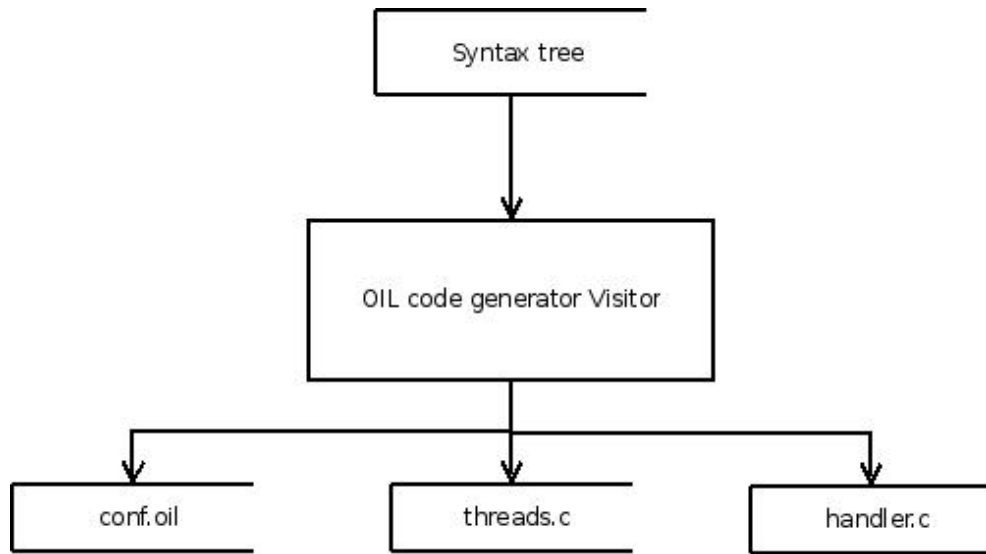 Syntax tree
OIL code generator Visitor
conf.oil
threads.c
handler.c